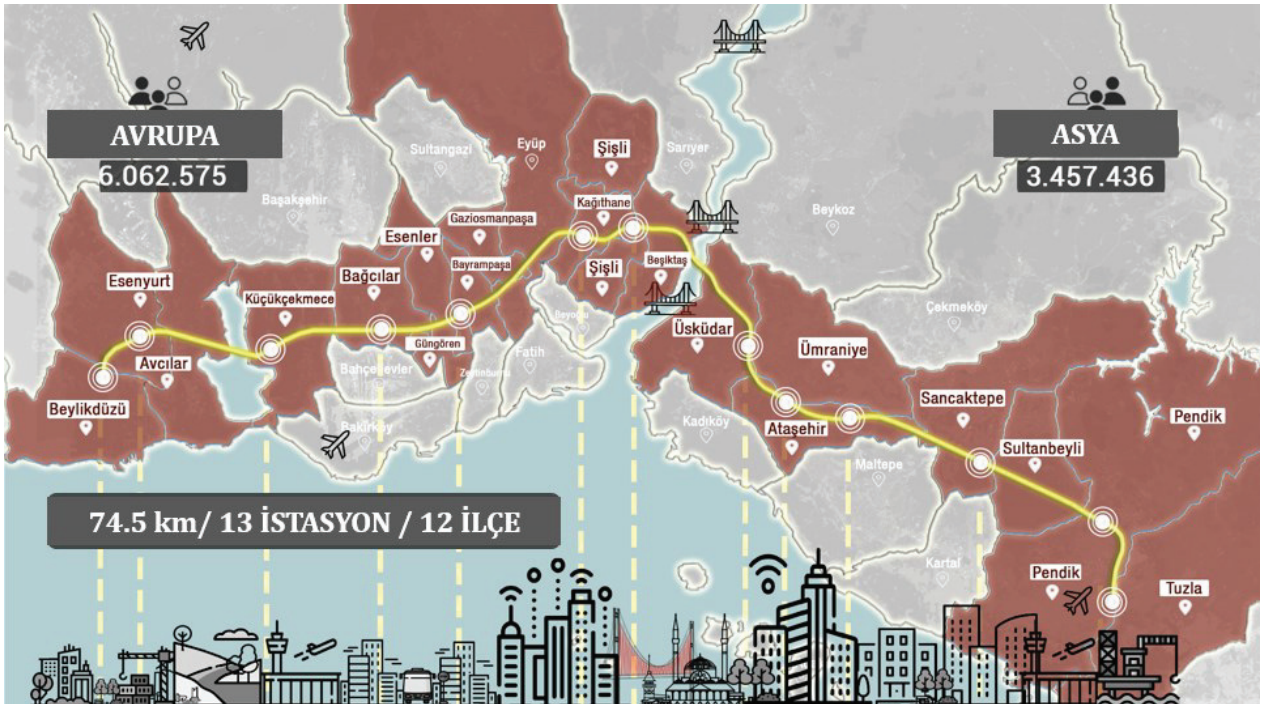 AVRUPA
6.062.575
ASYA
3.457.436
Sultangazi
Eyüp
Şişli
Sarıyer
Başakşehir
Gaziosmanpaşa
Kağıthane
Beykoz
Esenler
Bayrampaşa
Şişli
Beşiktaş
Esenyurt
Bağcılar
Küçükçekmece
Beyoğlu
Çekmeköy
Üsküdar
Güngören
Fatih
Ümraniye
Avcılar
Bahçelievler
Zeytinburnu
Sancaktepe
Beylikdüzü
Bakırköy
Kadıköy
Ataşehir
Pendik
Sultanbeyli
Maltepe
74.5 km/ 13 İSTASYON / 12 İLÇE
Kartal
Pendik
Tuzla